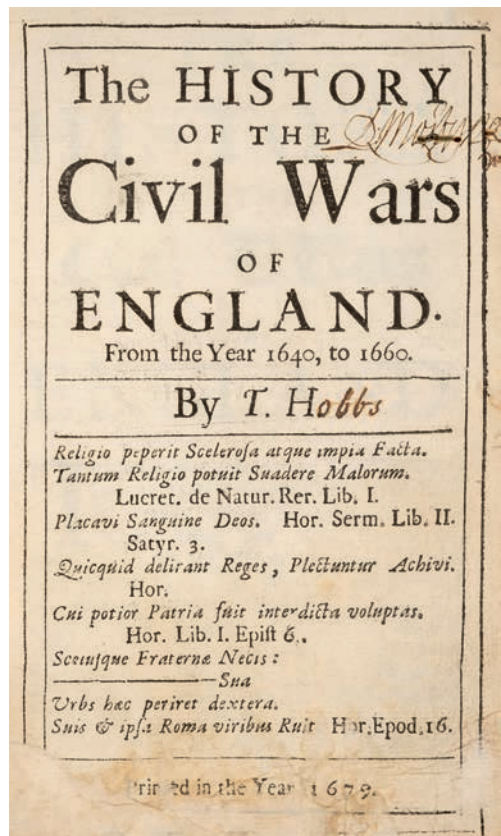 The HISTORY
OF THE
Civil Wars
OF
ENGLAND.
From the Year 1640, to 1660.
By T. Hobbs
Religio peperit Sceleroſa atque impia Facta.
Tantum Religio potuit Suadere Malorum.
Lucret. de Natur. Rer. Lib. I.
Placavi Sanguine Deos. Hor. Serm. Lib. II.
Satyr. 3.
Quicquid delirant Reges, Plectuntur Achivi.
Hor.
Cui potior Patria fuit interdicta voluptas.
Hor. Lib. I. Epiſt 6.
Fraternæ Necis:
Sua
Urbs hæc periret dextera.
Suis & ipſa Roma viribus Ruit Hor. Epod. 16.
Printed in the Year 1679.